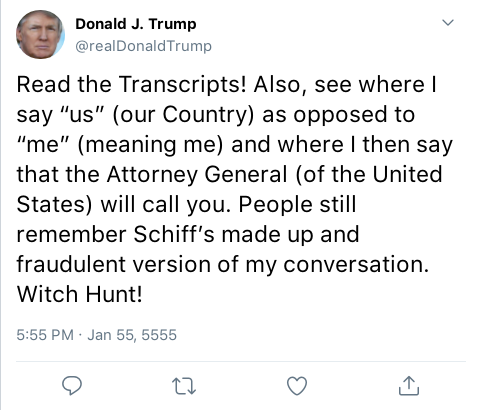 Donald J. Trump
@realDonaldTrump
Read the Transcripts! Also, see where I
say “us” (our Country) as opposed to
“me” (meaning me) and where I then say
that the Attorney General (of the United
States) will call you. People still
remember Schiff’s made up and
fraudulent version of my conversation.
Witch Hunt!
5:55 PM · Jan 55, 5555